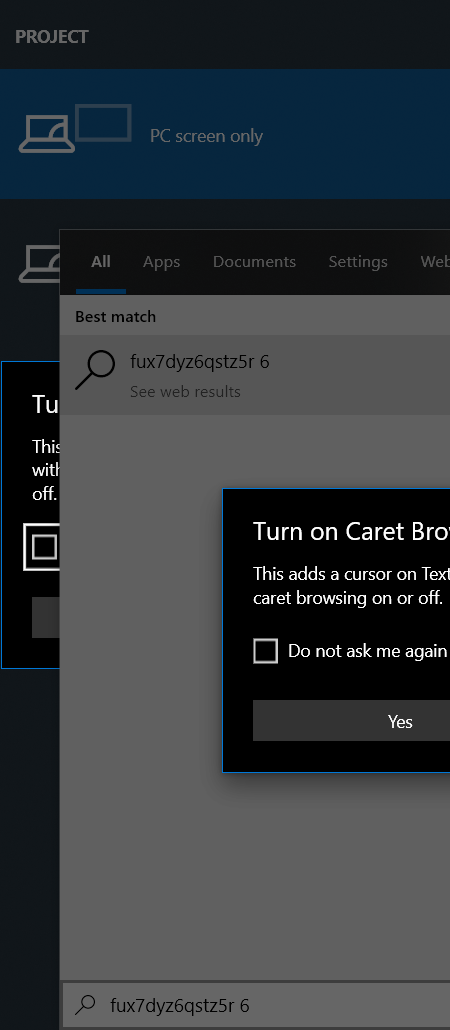 PROJECT
PC screen only
All Apps Documents Settings Web
Best match
fux7dyz6qstz5r 6
See web results
Tu
This
with
off.
Turn on Caret Bro
This adds a cursor on Text
caret browsing on or off.
Do not ask me again
Yes
fux7dyz6qstz5r 6